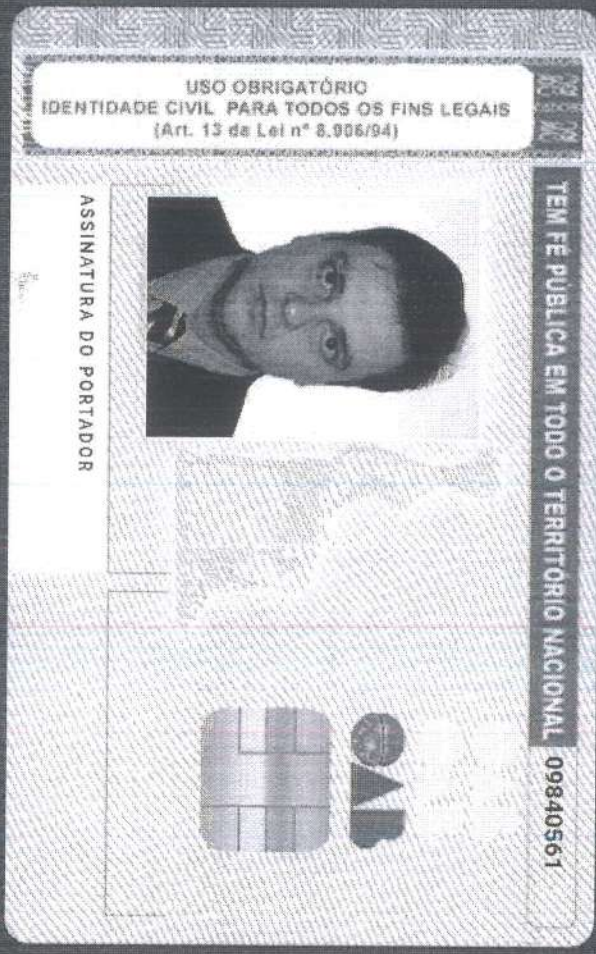 USO OBRIGATÓRIO
IDENTIDADE CIVIL PARA TODOS OS FINS LEGAIS
(Art. 13 da Lei nº 8.906/94)
TEM FÉ PÚBLICA EM TODO O TERRITÓRIO NACIONAL 09840561
OAB
ASSINATURA DO PORTADOR